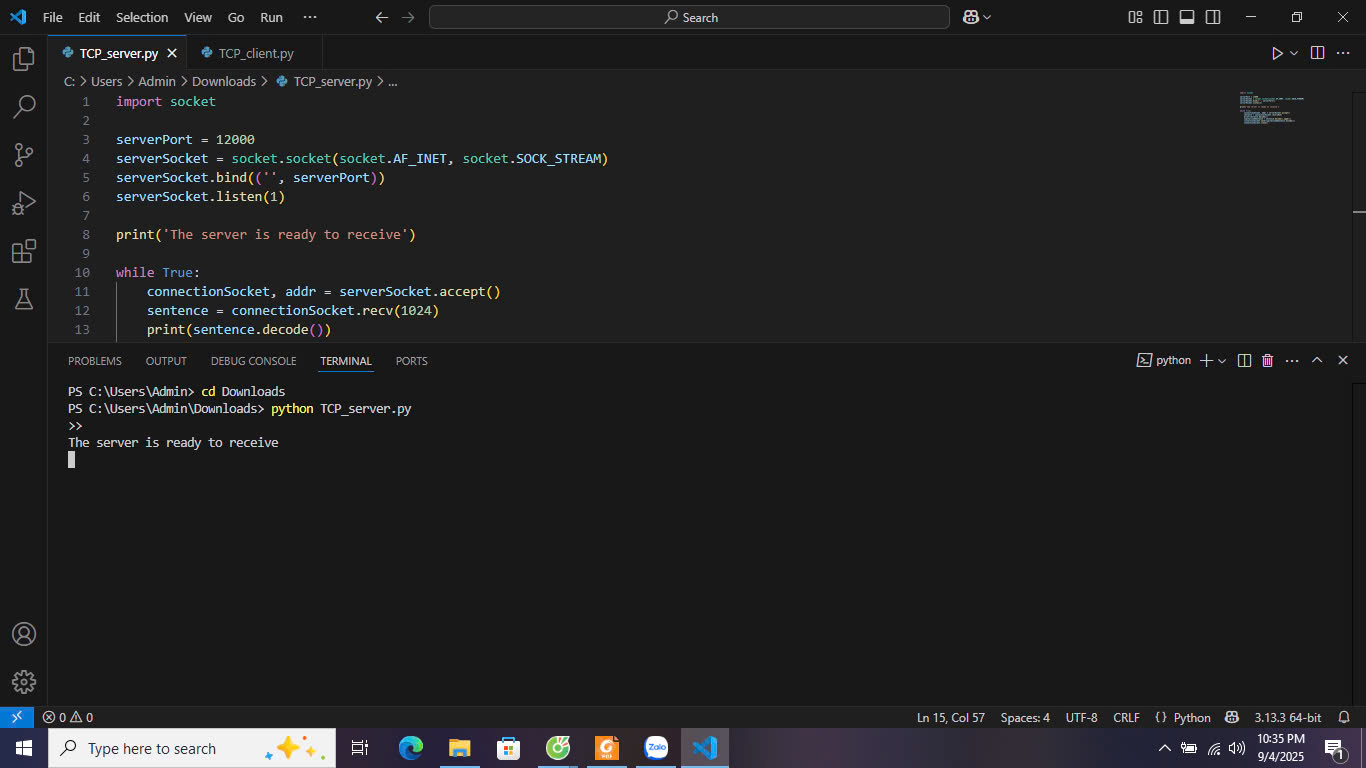 File Edit Selection View Go Run ··· Search
TCP_server.py TCP_client.py
C: > Users > Admin > Downloads > TCP_server.py > ...
1 import socket
2
3 serverPort = 12000
4 serverSocket = socket.socket(socket.AF_INET, socket.SOCK_STREAM)
5 serverSocket.bind(('', serverPort))
6 serverSocket.listen(1)
7
8 print('The server is ready to receive')
9
10 while True:
11 connectionSocket, addr = serverSocket.accept()
12 sentence = connectionSocket.recv(1024)
13 print(sentence.decode())
PROBLEMS OUTPUT DEBUG CONSOLE TERMINAL PORTS python
PS C:\Users\Admin> cd Downloads
PS C:\Users\Admin\Downloads> python TCP_server.py
>>
The server is ready to receive
0 0 Ln 15, Col 57 Spaces: 4 UTF-8 CRLF {} Python 3.13.3 64-bit
Type here to search Zalo 10:35 PM
9/4/2025 1